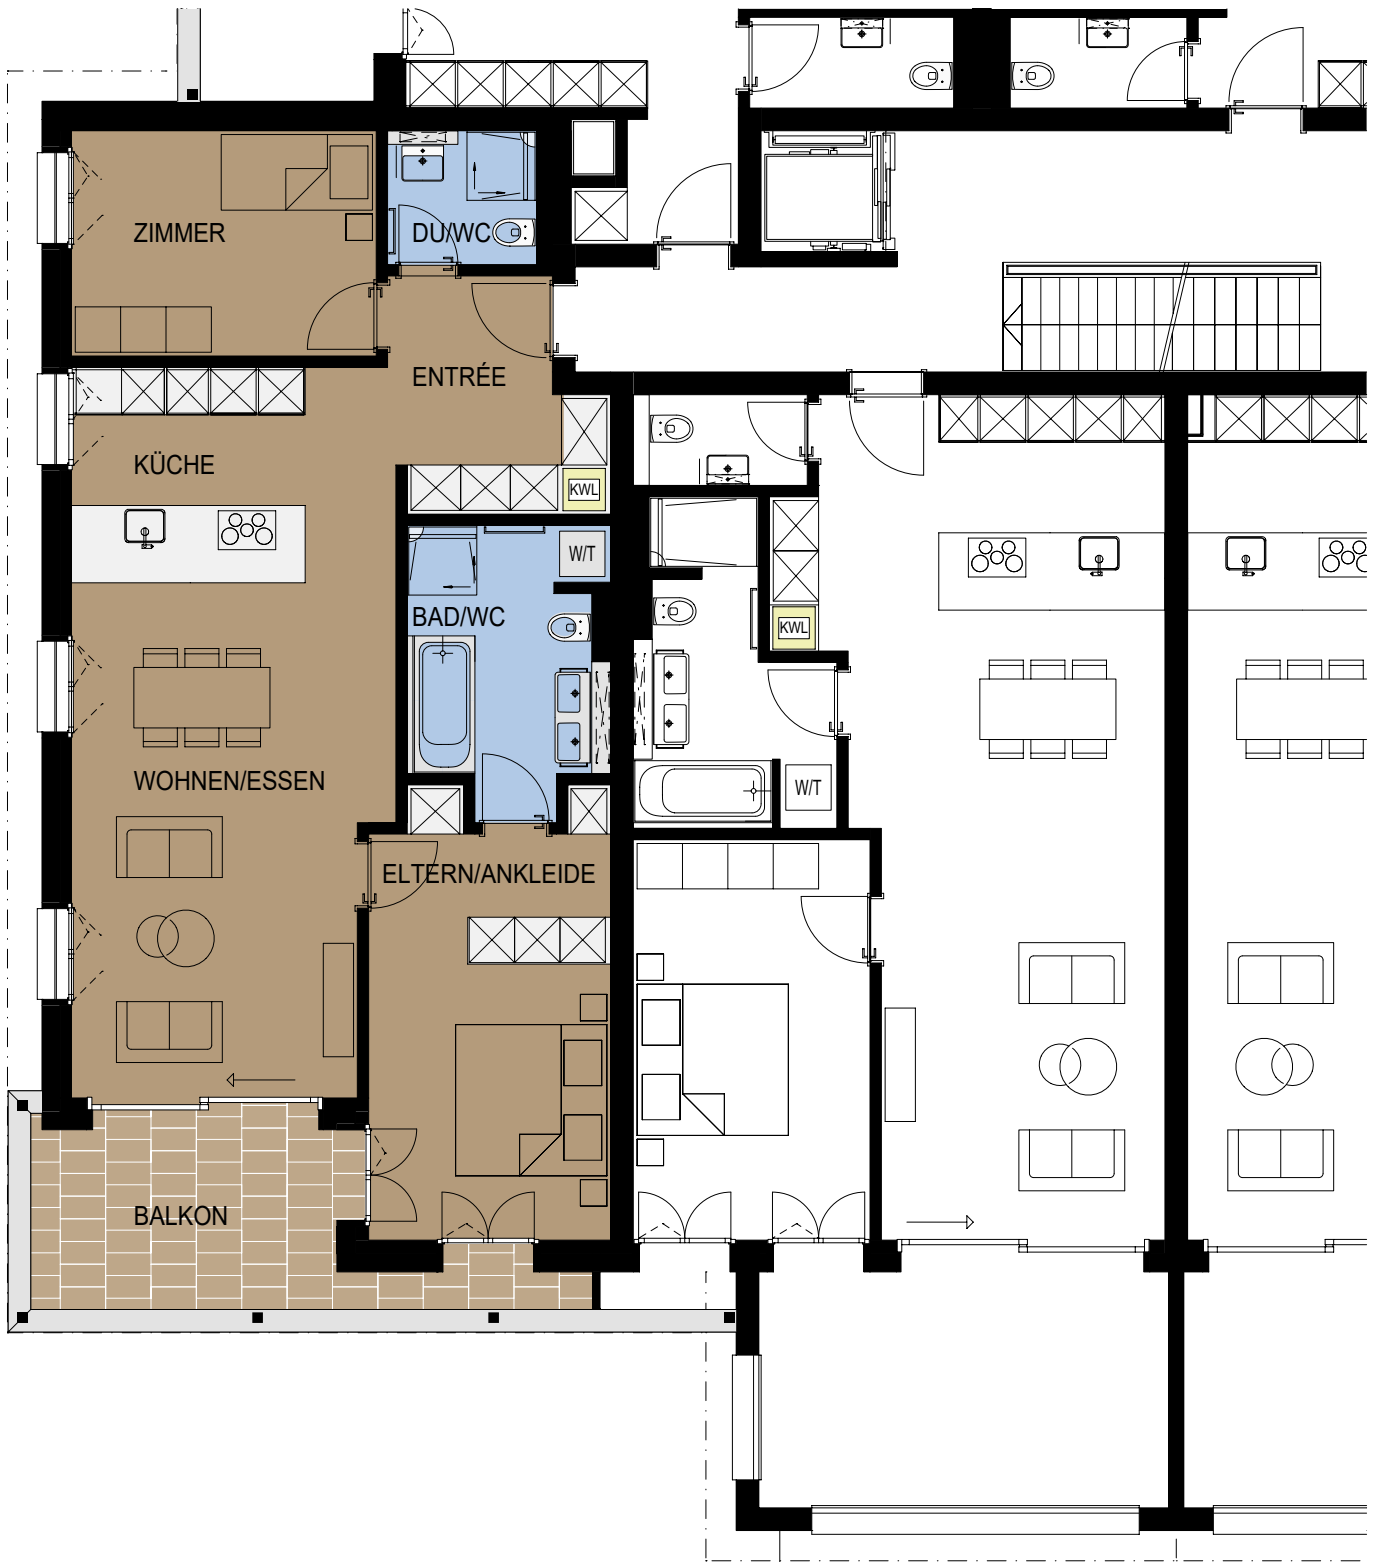 ZIMMER
DU/WC
ENTRÉE
KÜCHE
KWL
W/T
BAD/WC
KWL
WOHNEN/ESSEN
W/T
ELTERN/ANKLEIDE
BALKON